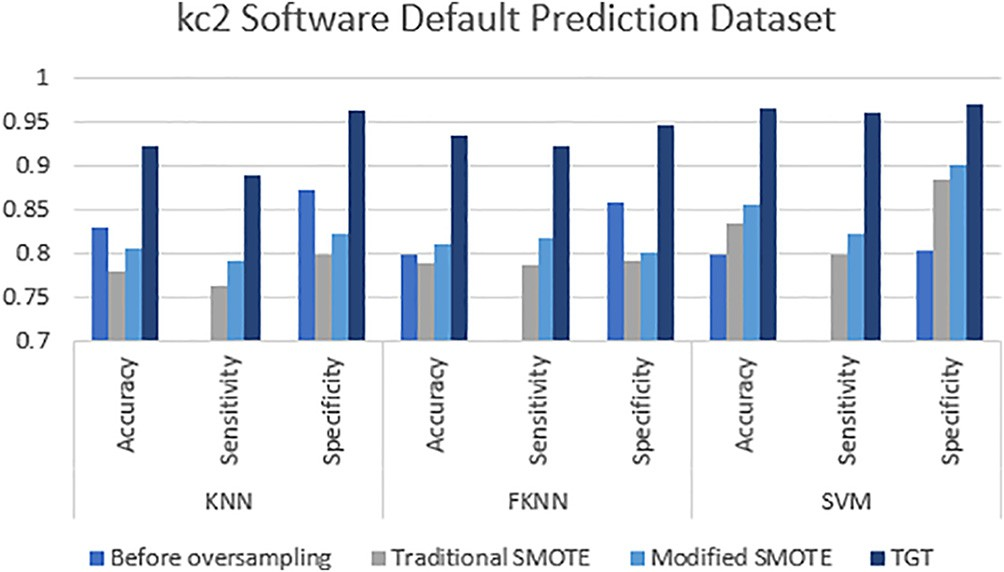 kc2 Software Default Prediction Dataset
1
0.95
0.9
0.85
0.8
0.75
0.7
Accuracy
Sensitivity
Specificity
Accuracy
Sensitivity
Specificity
Accuracy
Sensitivity
Specificity
KNN
FKNN
SVM
Before oversampling
Traditional SMOTE
Modified SMOTE
TGT